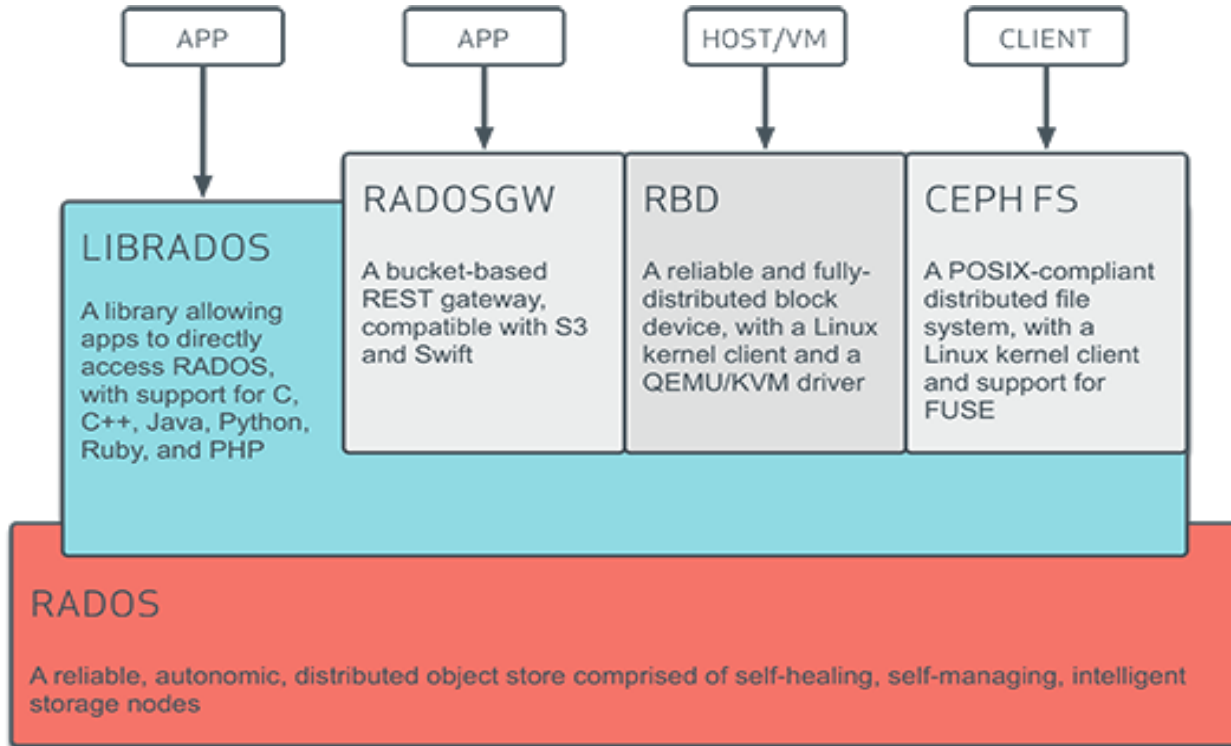 APP
APP
HOST/VM
CLIENT
LIBRADOS
A library allowing
apps to directly
access RADOS,
with support for C,
C++, Java, Python,
Ruby, and PHP
RADOSGW
A bucket-based
REST gateway,
compatible with S3
and Swift
RBD
A reliable and fully-
distributed block
device, with a Linux
kernel client and a
QEMU/KVM driver
CEPH FS
A POSIX-compliant
distributed file
system, with a
Linux kernel client
and support for
FUSE
RADOS
A reliable, autonomic, distributed object store comprised of self-healing, self-managing, intelligent
storage nodes